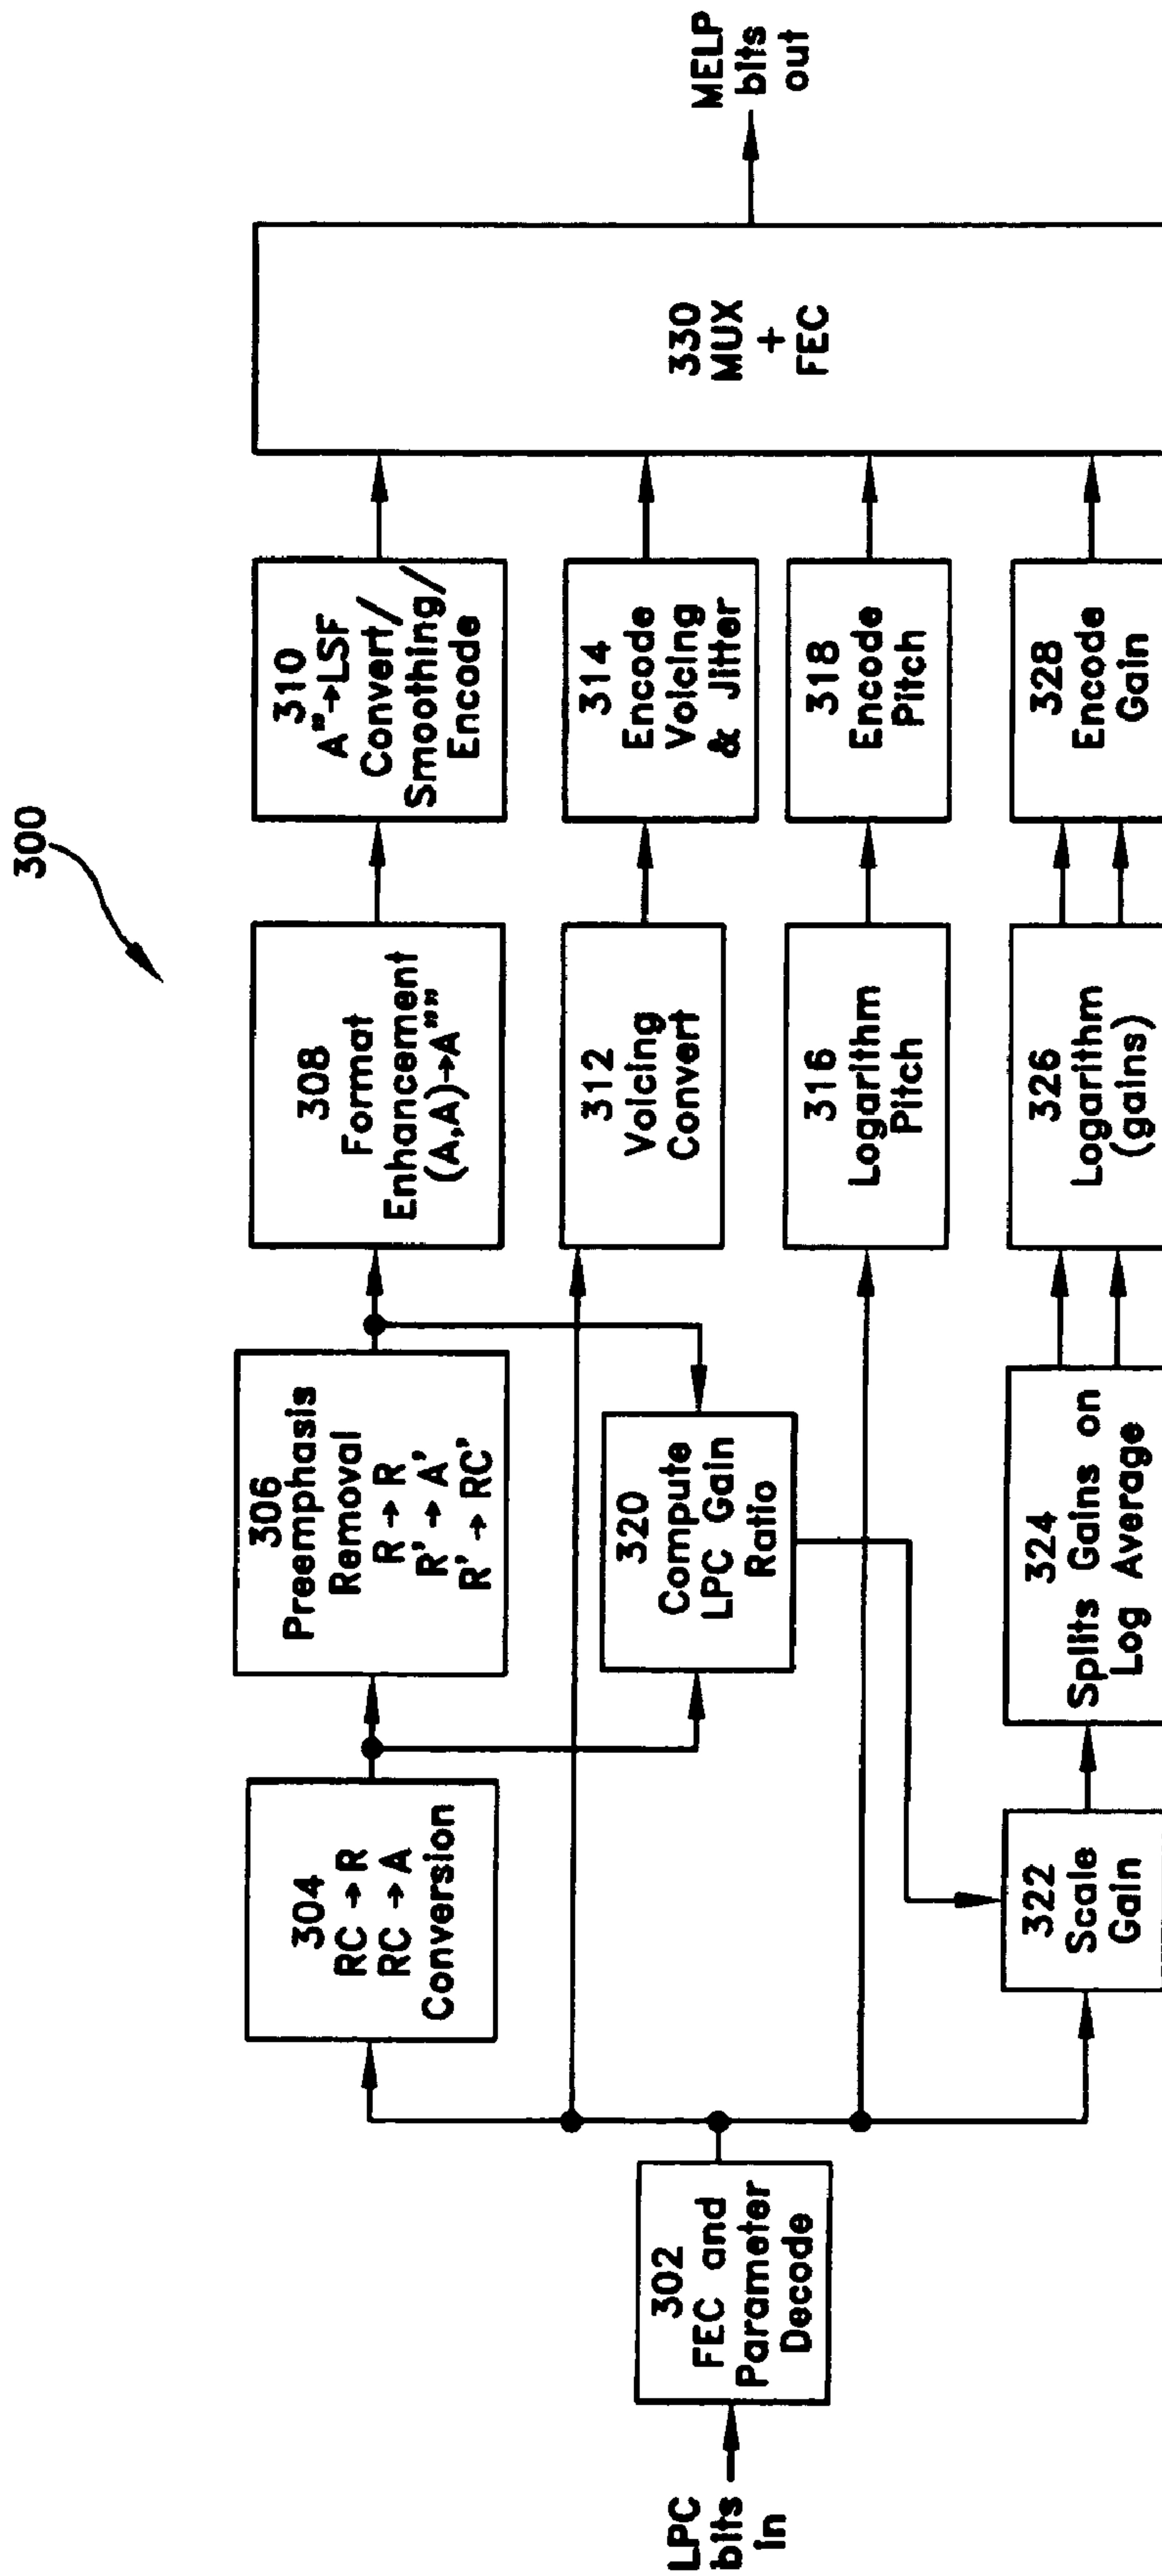 300
LPC
bits
in
302
FEC and
Parameter
Decode
304
RC → R
RC → A
Conversion
306
Preemphasis
Removal
R → R
R' → A'
R' → RC'
308
Format
Enhancement
(A,A)→A""
310
A"→LSF
Convert/
Smoothing/
Encode
312
Voicing
Convert
314
Encode
Voicing
& Jitter
316
Logarithm
Pitch
318
Encode
Pitch
320
Compute
LPC Gain
Ratio
322
Scale
Gain
324
Splits Gains on
Log Average
326
Logarithm
(gains)
328
Encode
Gain
330
MUX
+
FEC
MELP
bits
out